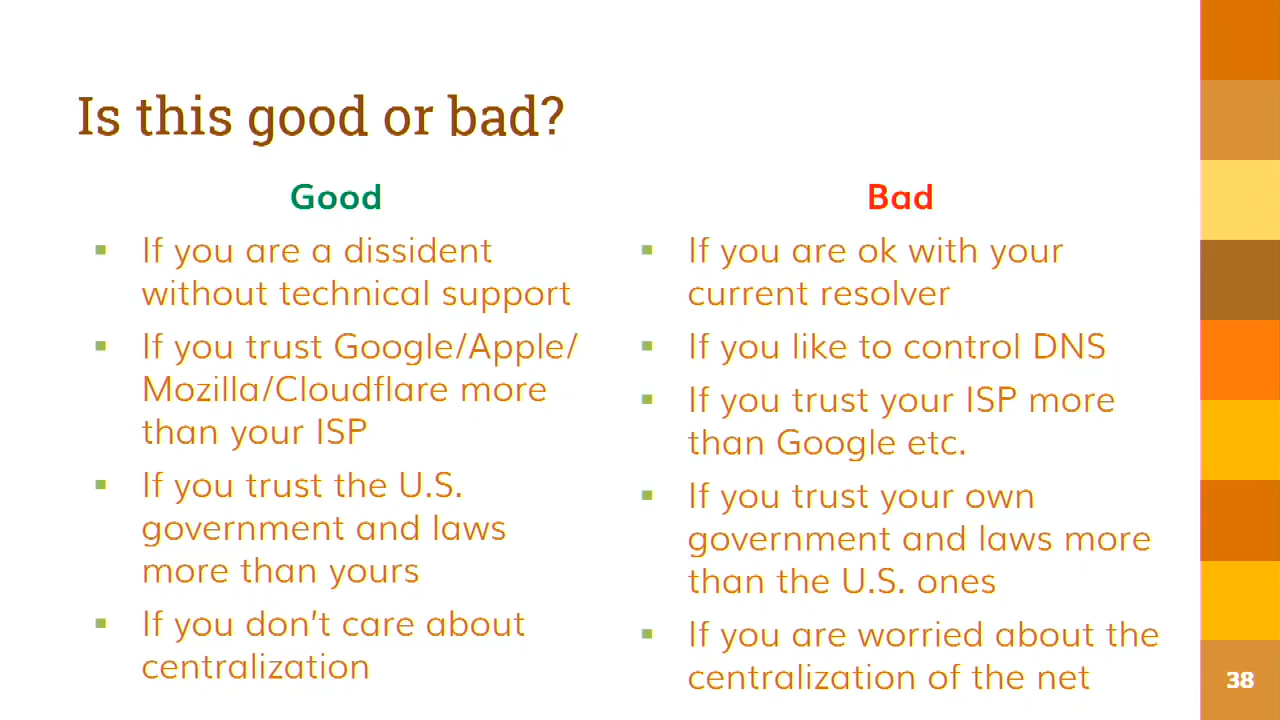 Is this good or bad?
Good
▪ If you are a dissident
without technical support
▪ If you trust Google/Apple/
Mozilla/Cloudflare more
than your ISP
▪ If you trust the U.S.
government and laws
more than yours
▪ If you don't care about
centralization
Bad
▪ If you are ok with your
current resolver
▪ If you like to control DNS
▪ If you trust your ISP more
than Google etc.
▪ If you trust your own
government and laws more
than the U.S. ones
▪ If you are worried about the
centralization of the net
38